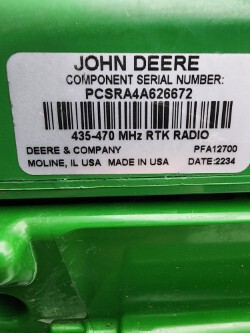 JOHN DEERE
COMPONENT SERIAL NUMBER:
PCSRA4A626672
435-470 MHz RTK RADIO
DEERE & COMPANY PFA12700
MOLINE, IL USA MADE IN USA DATE:2234